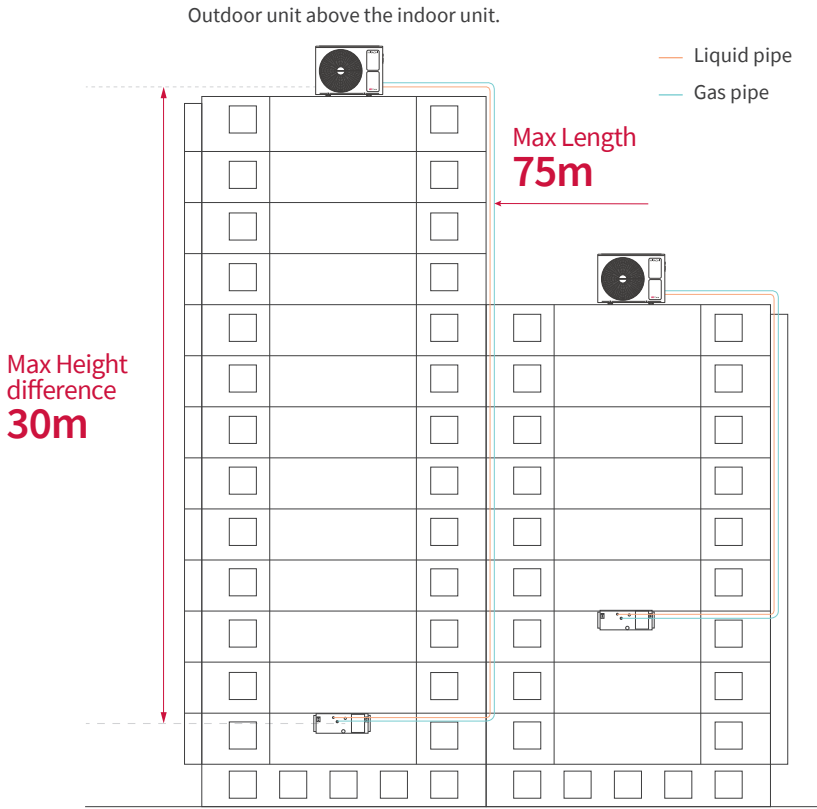 Outdoor unit above the indoor unit.
Liquid pipe
Gas pipe
Max Length
75m
Max Height
difference
30m